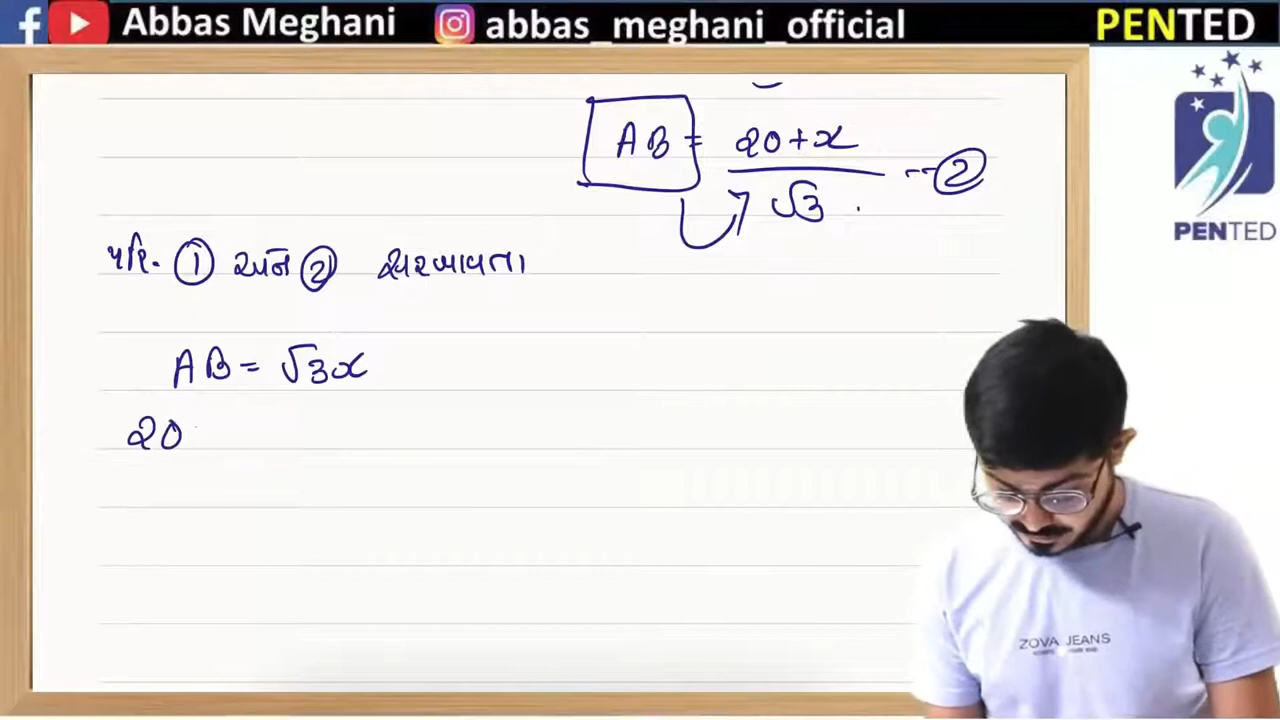 Abbas Meghani abbas_meghani_official PENTED
PENTED
AB = 20+x / √3 --②
પરિ. ① અને ② સરખાવતા
AB = √3x
20
ZOVA JEANS